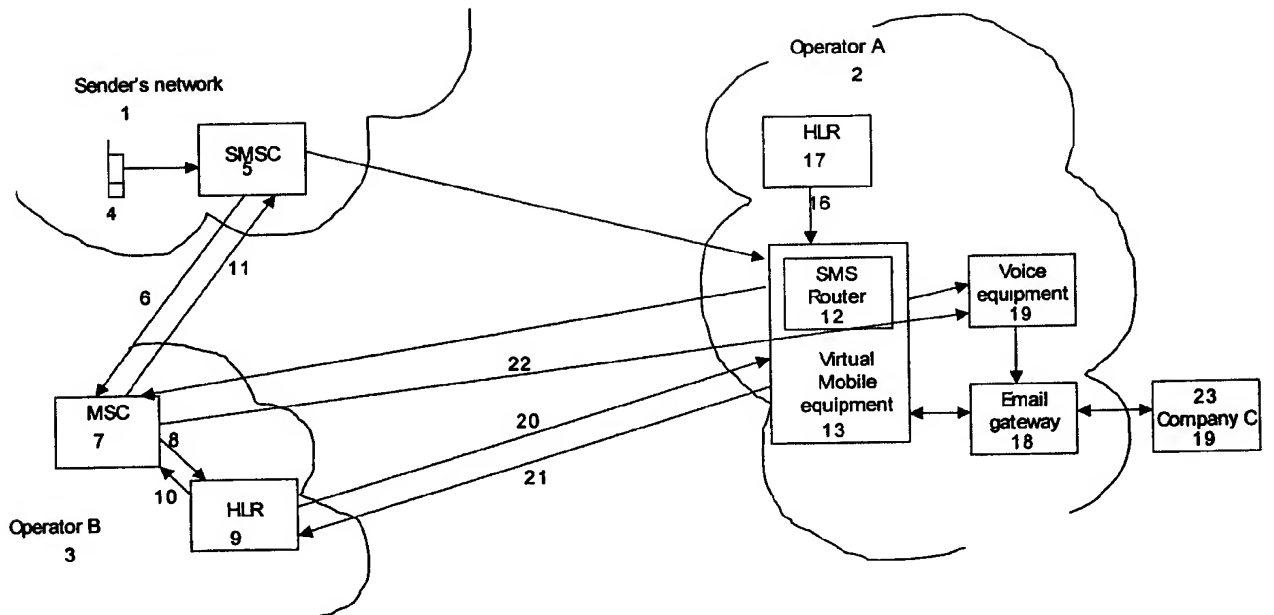 Sender's network
1
4
SMSC
5
6
11
Operator A
2
HLR
17
16
SMS
Router
12
Virtual
Mobile
equipment
13
Voice
equipment
19
Email
gateway
18
23
Company C
19
22
20
21
MSC
7
8
10
HLR
9
Operator B
3